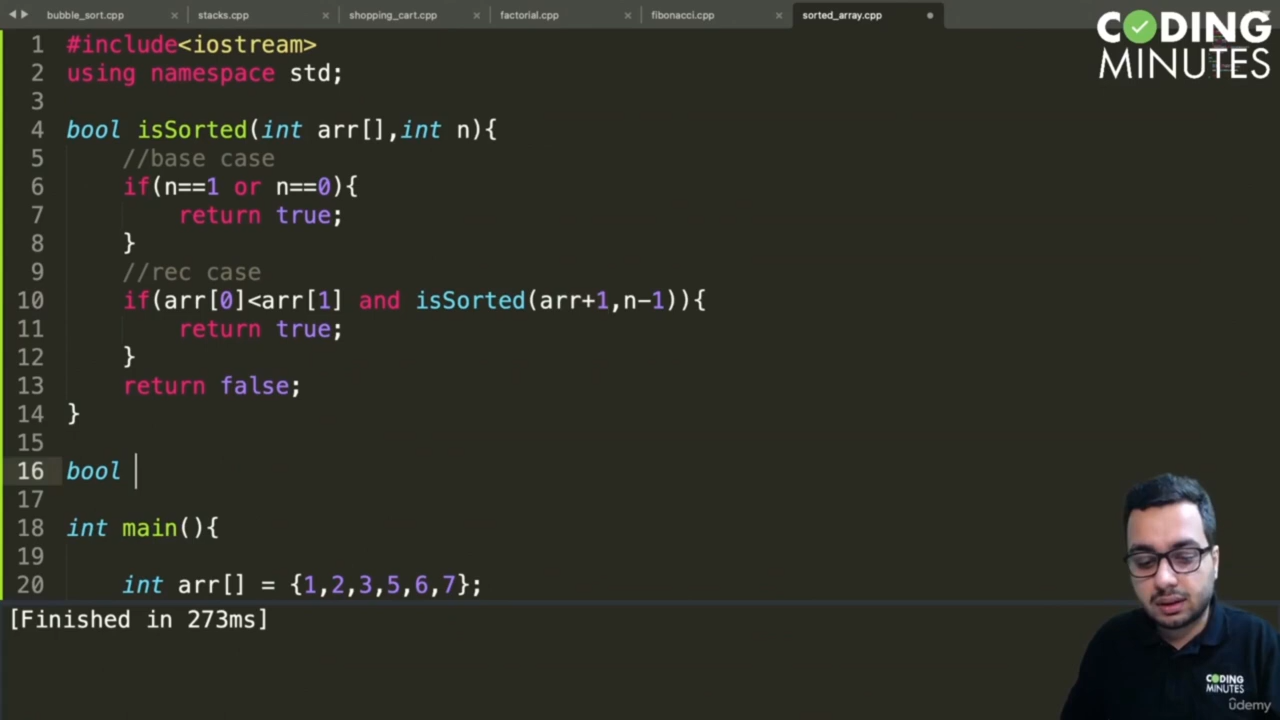 bubble_sort.cpp
stacks.cpp
shopping_cart.cpp
factorial.cpp
fibonacci.cpp
sorted_array.cpp
CODING
MINUTES
1 #include<iostream>
2 using namespace std;
3
4 bool isSorted(int arr[],int n){
5 //base case
6 if(n==1 or n==0){
7 return true;
8 }
9 //rec case
10 if(arr[0]<arr[1] and isSorted(arr+1,n-1)){
11 return true;
12 }
13 return false;
14 }
15
16 bool
17
18 int main(){
19
20 int arr[] = {1,2,3,5,6,7};
[Finished in 273ms]
CODING
MINUTES
ûdemy